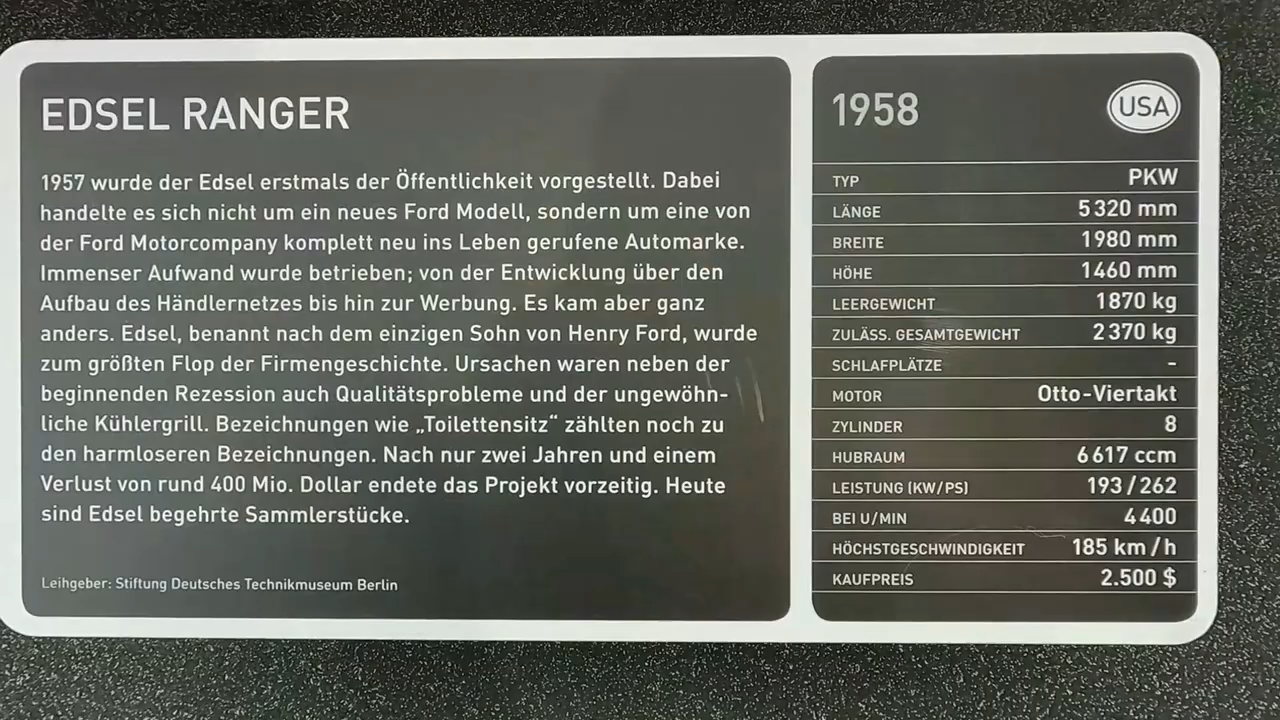 EDSEL RANGER
1957 wurde der Edsel erstmals der Öffentlichkeit vorgestellt. Dabei
handelte es sich nicht um ein neues Ford Modell, sondern um eine von
der Ford Motorcompany komplett neu ins Leben gerufene Automarke.
Immenser Aufwand wurde betrieben; von der Entwicklung über den
Aufbau des Händlernetzes bis hin zur Werbung. Es kam aber ganz
anders. Edsel, benannt nach dem einzigen Sohn von Henry Ford, wurde
zum größten Flop der Firmengeschichte. Ursachen waren neben der
beginnenden Rezession auch Qualitätsprobleme und der ungewöhn-
liche Kühlergrill. Bezeichnungen wie „Toilettensitz“ zählten noch zu
den harmloseren Bezeichnungen. Nach nur zwei Jahren und einem
Verlust von rund 400 Mio. Dollar endete das Projekt vorzeitig. Heute
sind Edsel begehrte Sammlerstücke.
Leihgeber: Stiftung Deutsches Technikmuseum Berlin
1958 USA
TYP PKW
LÄNGE 5 320 mm
BREITE 1980 mm
HÖHE 1460 mm
LEERGEWICHT 1870 kg
ZULÄSS. GESAMTGEWICHT 2 370 kg
SCHLAFPLÄTZE -
MOTOR Otto-Viertakt
ZYLINDER 8
HUBRAUM 6 617 ccm
LEISTUNG (KW/PS) 193 / 262
BEI U/MIN 4 400
HÖCHSTGESCHWINDIGKEIT 185 km / h
KAUFPREIS 2.500 $